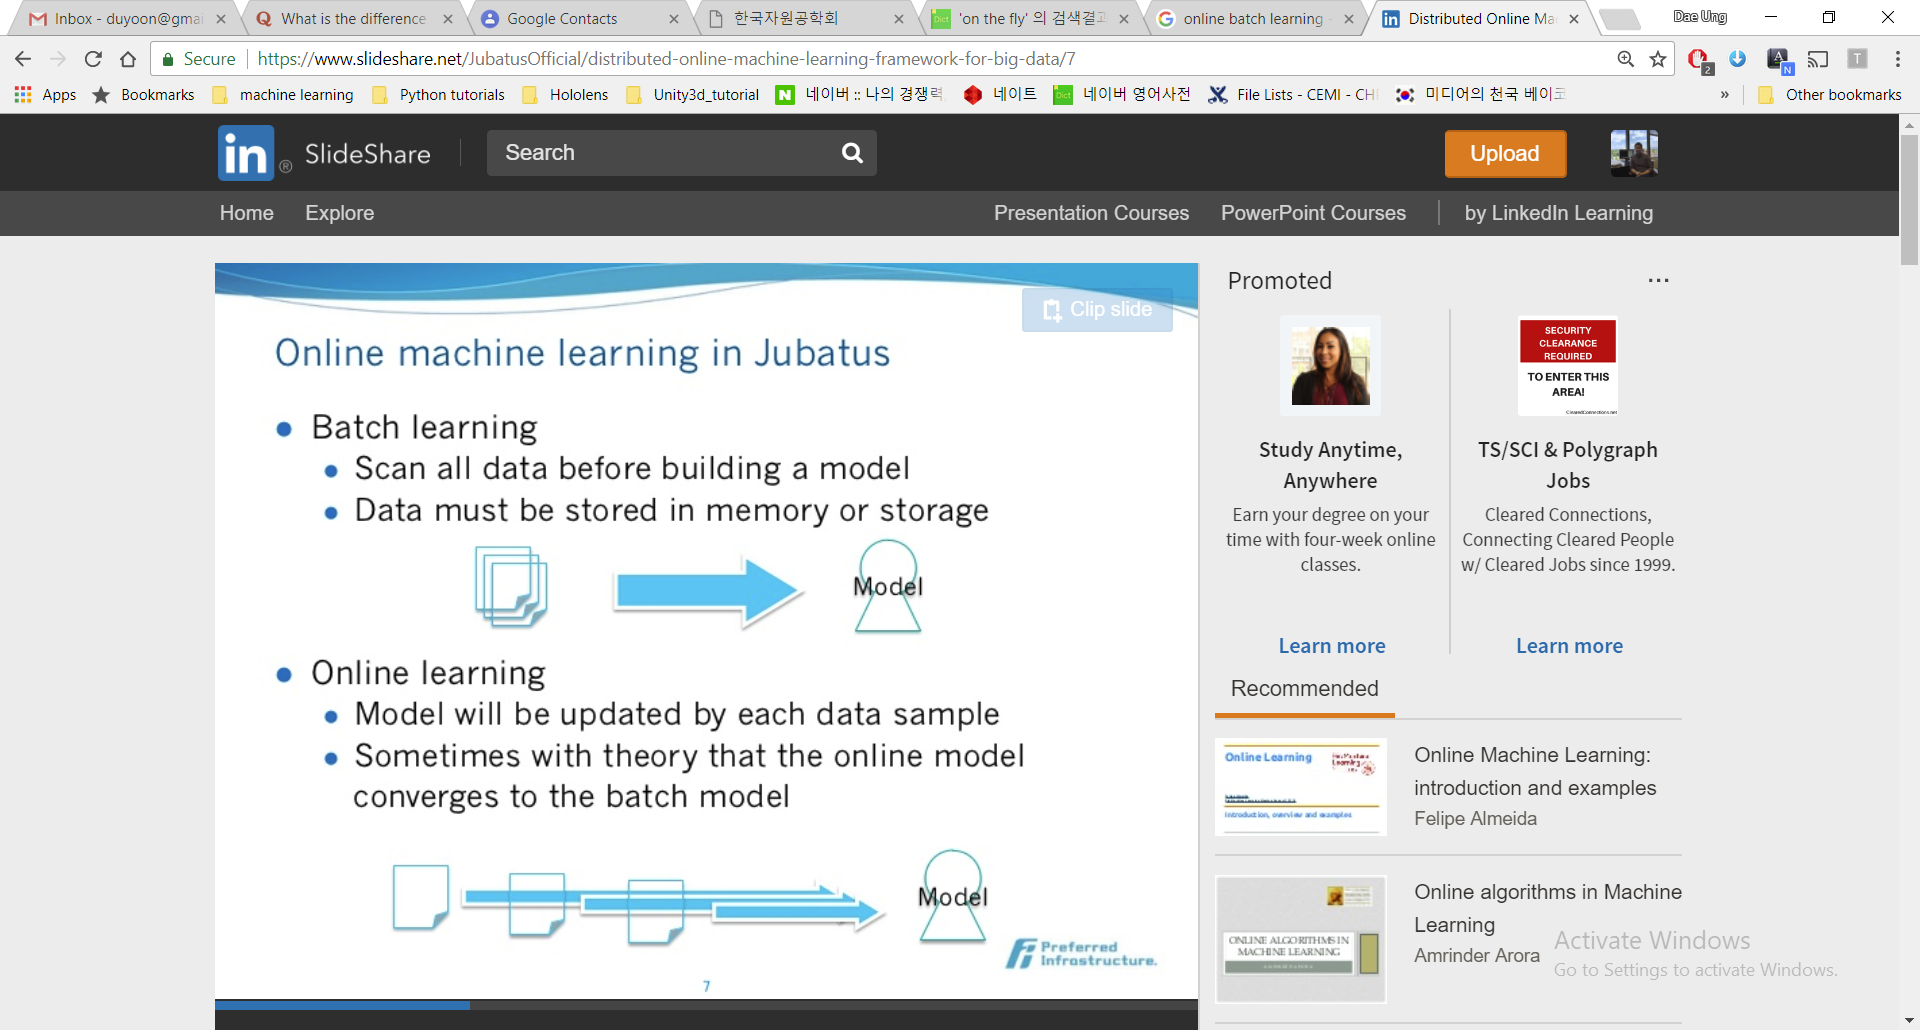 Inbox - duyoon@gmai
What is the difference
Google Contacts
한국자원공학회
'on the fly' 의 검색결과
online batch learning
Distributed Online Ma
Dae Ung
Secure
https://www.slideshare.net/JubatusOfficial/distributed-online-machine-learning-framework-for-big-data/7
2
N
T
Apps
Bookmarks
machine learning
Python tutorials
Hololens
Unity3d_tutorial
네이버 :: 나의 경쟁력
네이트
네이버 영어사전
File Lists - CEMI - CH
미디어의 천국 베이코
»
Other bookmarks
in ® SlideShare
Search
Upload
Home
Explore
Presentation Courses
PowerPoint Courses
by LinkedIn Learning
Clip slide
Online machine learning in Jubatus
Batch learning
Scan all data before building a model
Data must be stored in memory or storage
Model
Online learning
Model will be updated by each data sample
Sometimes with theory that the online model
converges to the batch model
Model
Preferred
Infrastructure.
7
Promoted
Study Anytime,
Anywhere
Earn your degree on your
time with four-week online
classes.
Learn more
SECURITY
CLEARANCE
REQUIRED
TO ENTER THIS
AREA!
ClearedConnections.net
TS/SCI & Polygraph
Jobs
Cleared Connections,
Connecting Cleared People
w/ Cleared Jobs since 1999.
Learn more
Recommended
Online Learning
Introduction, overview and examples
Online Machine Learning:
introduction and examples
Felipe Almeida
ONLINE ALGORITHMS IN
MACHINE LEARNING
Online algorithms in Machine
Learning
Amrinder Arora
Activate Windows
Go to Settings to activate Windows.